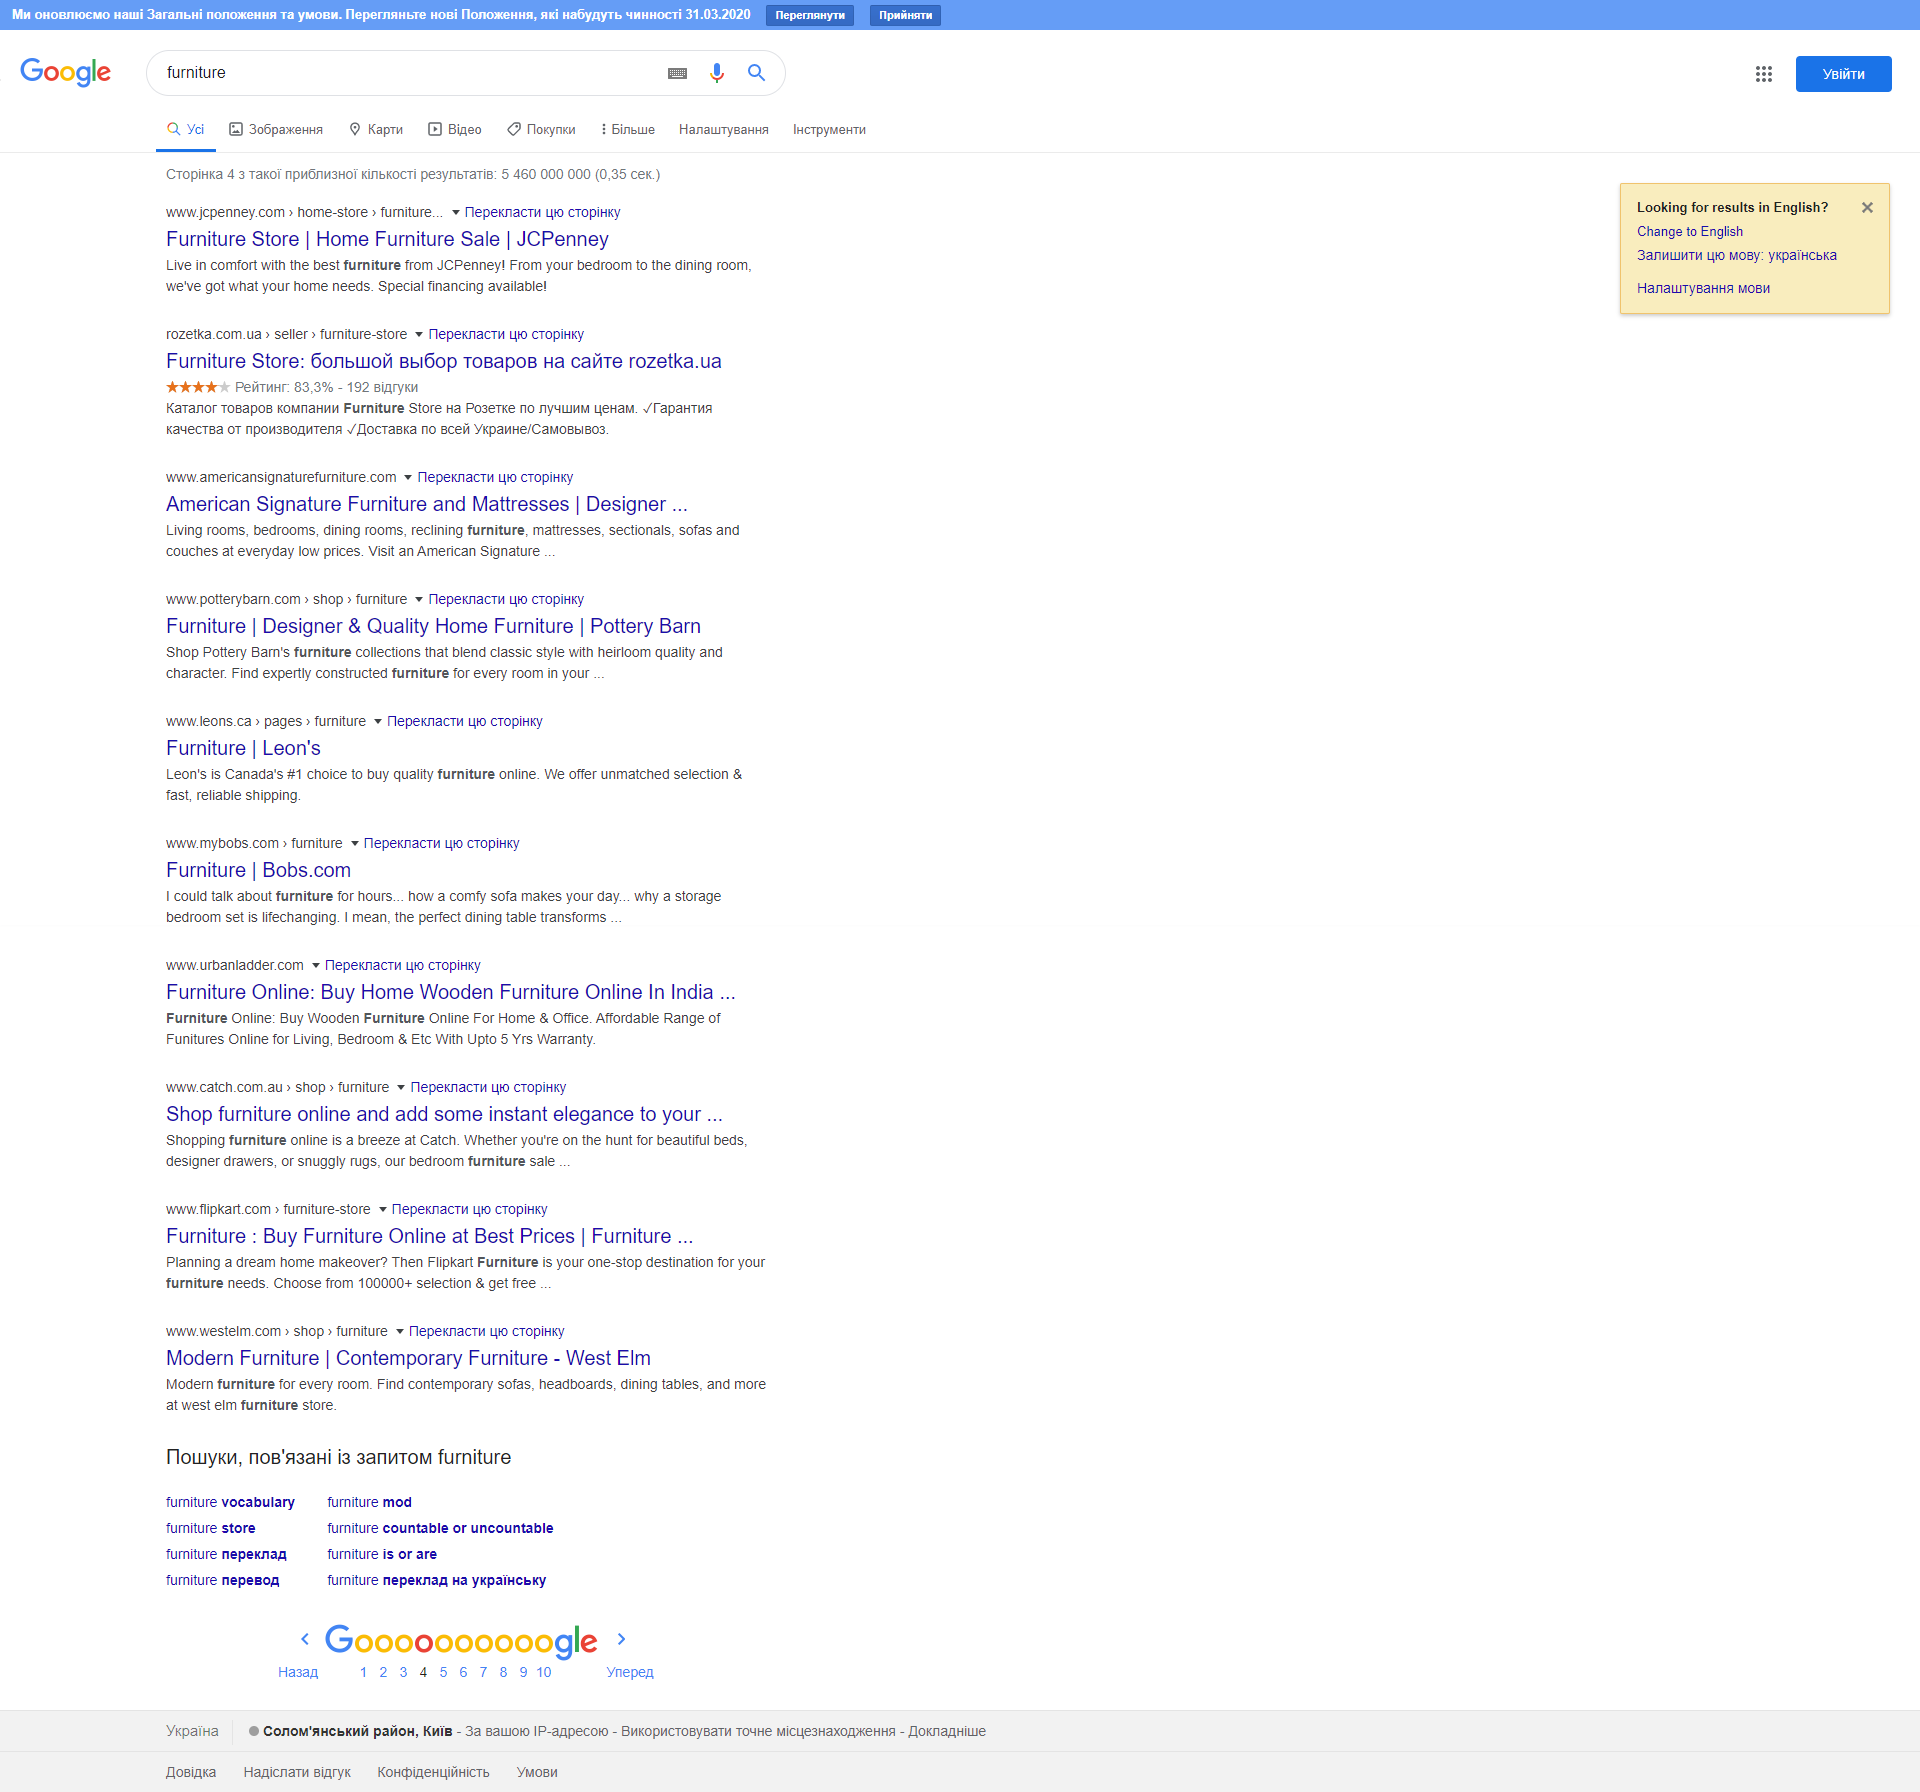 Ми оновлюємо наші Загальні положення та умови. Перегляньте нові Положення, які набудуть чинності 31.03.2020 Переглянути Прийняти
Google furniture Увійти
Усі Зображення Карти Відео Покупки Більше Налаштування Інструменти
Сторінка 4 з такої приблизної кількості результатів: 5 460 000 000 (0,35 сек.)
Looking for results in English?
Change to English
Залишити цю мову: українська
Налаштування мови
www.jcpenney.com › home-store › furniture... Перекласти цю сторінку
Furniture Store | Home Furniture Sale | JCPenney
Live in comfort with the best furniture from JCPenney! From your bedroom to the dining room,
we've got what your home needs. Special financing available!
rozetka.com.ua › seller › furniture-store Перекласти цю сторінку
Furniture Store: большой выбор товаров на сайте rozetka.ua
Рейтинг: 83,3% - 192 відгуки
Каталог товаров компании Furniture Store на Розетке по лучшим ценам. ✓Гарантия
качества от производителя ✓Доставка по всей Украине/Самовывоз.
www.americansignaturefurniture.com Перекласти цю сторінку
American Signature Furniture and Mattresses | Designer ...
Living rooms, bedrooms, dining rooms, reclining furniture, mattresses, sectionals, sofas and
couches at everyday low prices. Visit an American Signature ...
www.potterybarn.com › shop › furniture Перекласти цю сторінку
Furniture | Designer & Quality Home Furniture | Pottery Barn
Shop Pottery Barn's furniture collections that blend classic style with heirloom quality and
character. Find expertly constructed furniture for every room in your ...
www.leons.ca › pages › furniture Перекласти цю сторінку
Furniture | Leon's
Leon's is Canada's #1 choice to buy quality furniture online. We offer unmatched selection &
fast, reliable shipping.
www.mybobs.com › furniture Перекласти цю сторінку
Furniture | Bobs.com
I could talk about furniture for hours... how a comfy sofa makes your day... why a storage
bedroom set is lifechanging. I mean, the perfect dining table transforms ...
www.urbanladder.com Перекласти цю сторінку
Furniture Online: Buy Home Wooden Furniture Online In India ...
Furniture Online: Buy Wooden Furniture Online For Home & Office. Affordable Range of
Funitures Online for Living, Bedroom & Etc With Upto 5 Yrs Warranty.
www.catch.com.au › shop › furniture Перекласти цю сторінку
Shop furniture online and add some instant elegance to your ...
Shopping furniture online is a breeze at Catch. Whether you're on the hunt for beautiful beds,
designer drawers, or snuggly rugs, our bedroom furniture sale ...
www.flipkart.com › furniture-store Перекласти цю сторінку
Furniture : Buy Furniture Online at Best Prices | Furniture ...
Planning a dream home makeover? Then Flipkart Furniture is your one-stop destination for your
furniture needs. Choose from 100000+ selection & get free ...
www.westelm.com › shop › furniture Перекласти цю сторінку
Modern Furniture | Contemporary Furniture - West Elm
Modern furniture for every room. Find contemporary sofas, headboards, dining tables, and more
at west elm furniture store.
Пошуки, пов'язані із запитом furniture
furniture vocabulary furniture mod
furniture store furniture countable or uncountable
furniture переклад furniture is or are
furniture перевод furniture переклад на українську
Goooooooooogle
Назад 1 2 3 4 5 6 7 8 9 10 Уперед
Україна Солом'янський район, Київ - За вашою IP-адресою - Використовувати точне місцезнаходження - Докладніше
Довідка Надіслати відгук Конфіденційність Умови